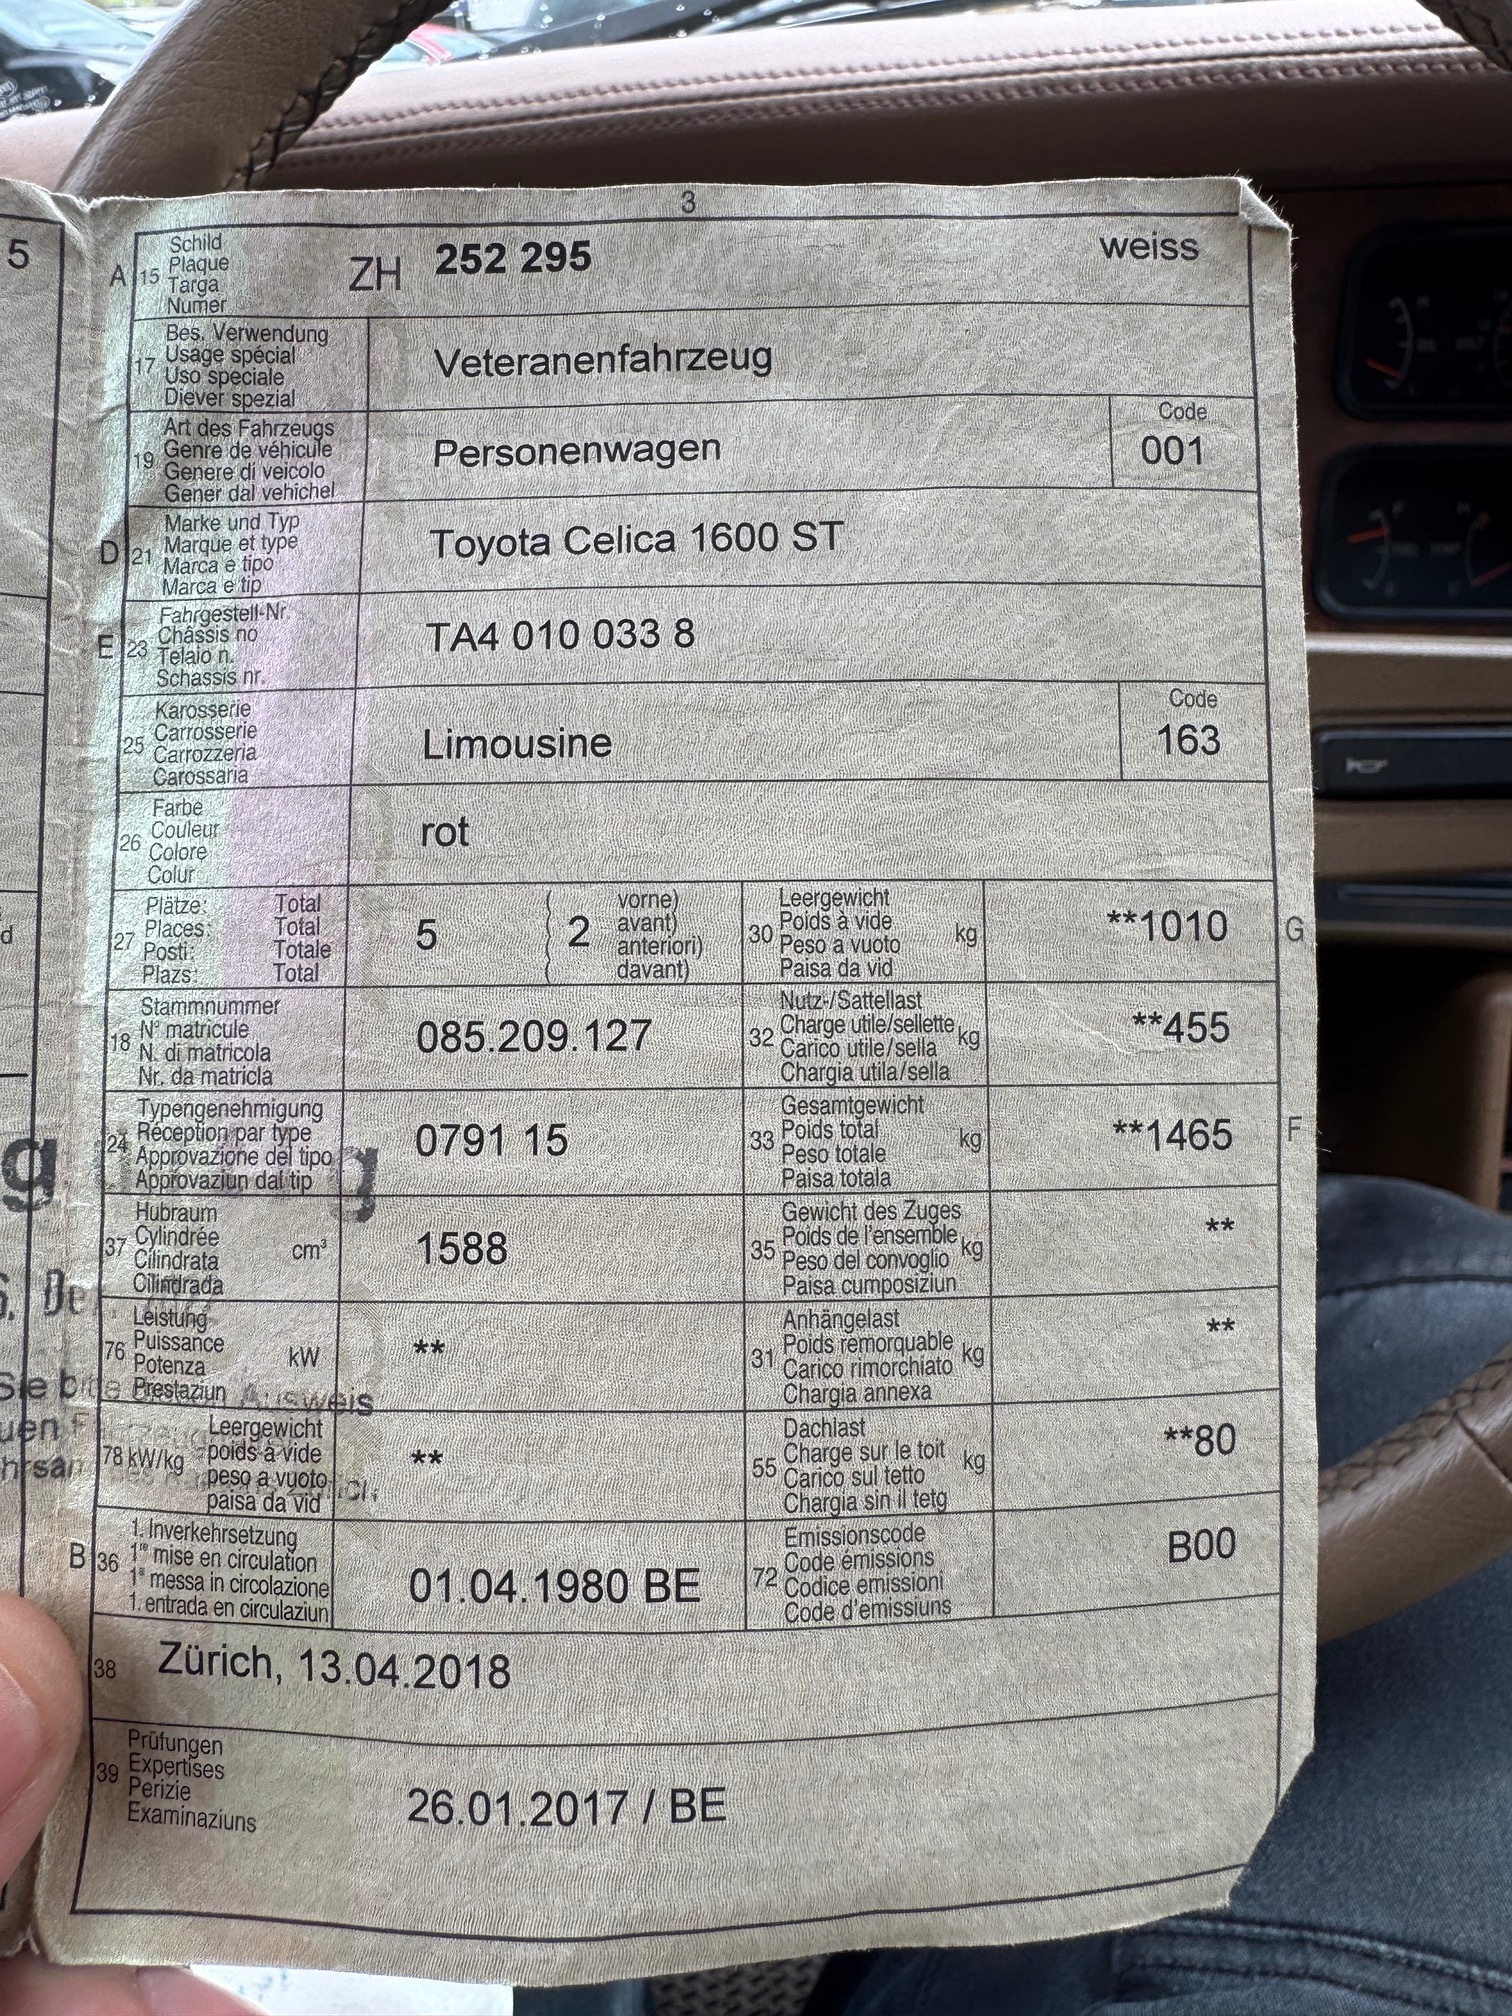 3
5
A 15 Schild
Plaque
Targa
Numer
ZH 252 295 weiss
17 Bes. Verwendung
Usage spécial
Uso speciale
Diever spezial
Veteranenfahrzeug
19 Art des Fahrzeugs
Genre de véhicule
Genere di veicolo
Gener dal vehichel
Personenwagen
Code
001
D 21 Marke und Typ
Marque et type
Marca e tipo
Marca e tip
Toyota Celica 1600 ST
E 23 Fahrgestell-Nr.
Châssis no
Telaio n.
Schassis nr.
TA4 010 033 8
25 Karosserie
Carrosserie
Carrozzeria
Carossaria
Limousine
Code
163
26 Farbe
Couleur
Colore
Colur
rot
27 Plätze: Total
Places: Total
Posti: Totale
Plazs: Total
5
( 2 vorne)
( avant)
( anteriori)
( davant)
30 Leergewicht
Poids à vide
Peso a vuoto
Paisa da vid
kg
**1010
G
18 Stammnummer
N° matricule
N. di matricola
Nr. da matricla
085.209.127
32 Nutz-/Sattellast
Charge utile/sellette
Carico utile/sella
Chargia utila/sella
kg
**455
24 Typengenehmigung
Réception par type
Approvazione del tipo
Approvaziun dal tip
0791 15
33 Gesamtgewicht
Poids total
Peso totale
Paisa totala
kg
**1465
F
37 Hubraum
Cylindrée
Cilindrata
Cilindrada
cm³
1588
35 Gewicht des Zuges
Poids de l'ensemble
Peso del convoglio
Paisa cumposiziun
kg
**
76 Leistung
Puissance
Potenza
Prestaziun
kW
**
31 Anhängelast
Poids remorquable
Carico rimorchiato
Chargia annexa
kg
**
78 kW/kg Leergewicht
poids à vide
peso a vuoto
paisa da vid
**
55 Dachlast
Charge sur le toit
Carico sul tetto
Chargia sin il tetg
kg
**80
B 36 1. Inverkehrsetzung
1re mise en circulation
1a messa in circolazione
1. entrada en circulaziun
01.04.1980 BE
72 Emissionscode
Code émissions
Codice emissioni
Code d'emissiuns
B00
38 Zürich, 13.04.2018
39 Prüfungen
Expertises
Perizie
Examinaziuns
26.01.2017 / BE
Ausweis